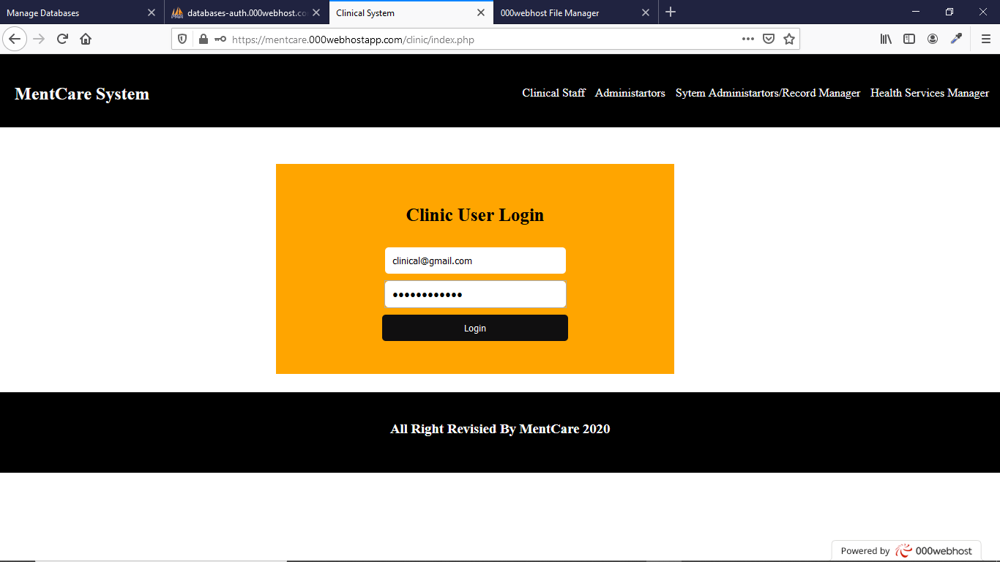 Manage Databases
databases-auth.000webhost.co
Clinical System
000webhost File Manager
https://mentcare.000webhostapp.com/clinic/index.php
MentCare System
Clinical Staff Administartors Sytem Administartors/Record Manager Health Services Manager
Clinic User Login
clinical@gmail.com
••••••••••••
Login
All Right Revisied By MentCare 2020
Powered by 000webhost